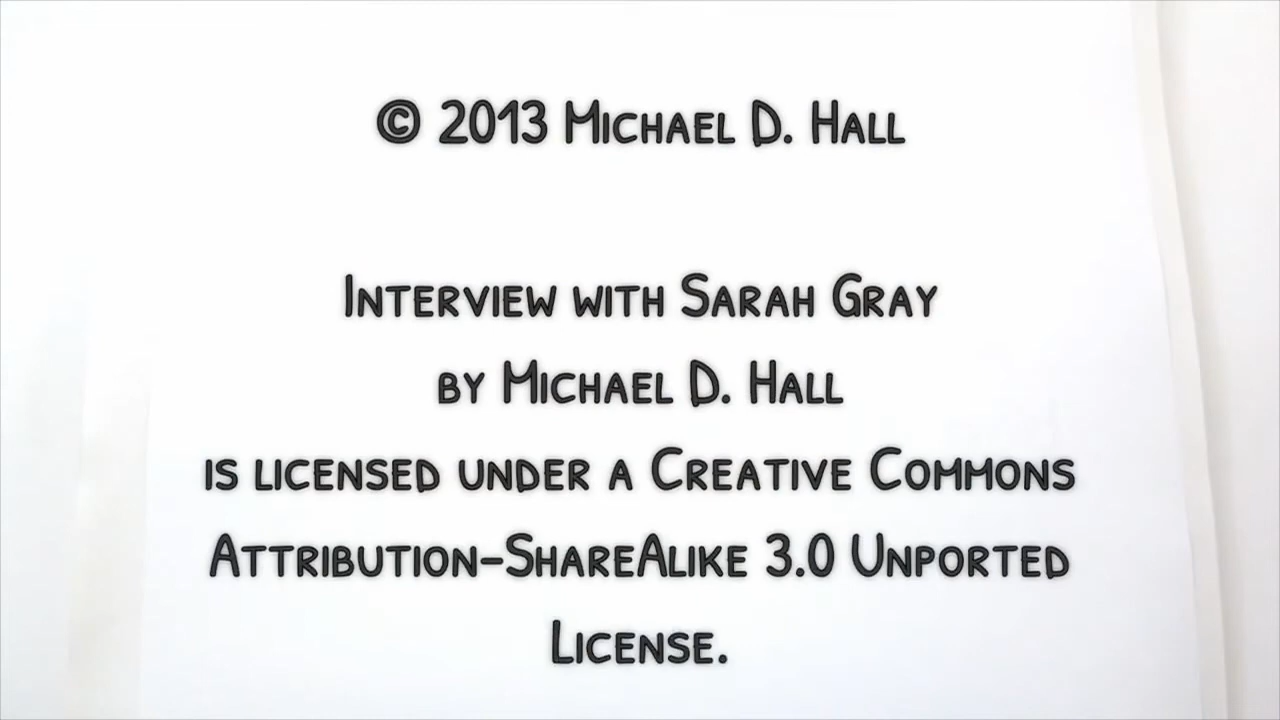 © 2013 Michael D. Hall
Interview with Sarah Gray
by Michael D. Hall
is licensed under a Creative Commons
Attribution-ShareAlike 3.0 Unported
License.